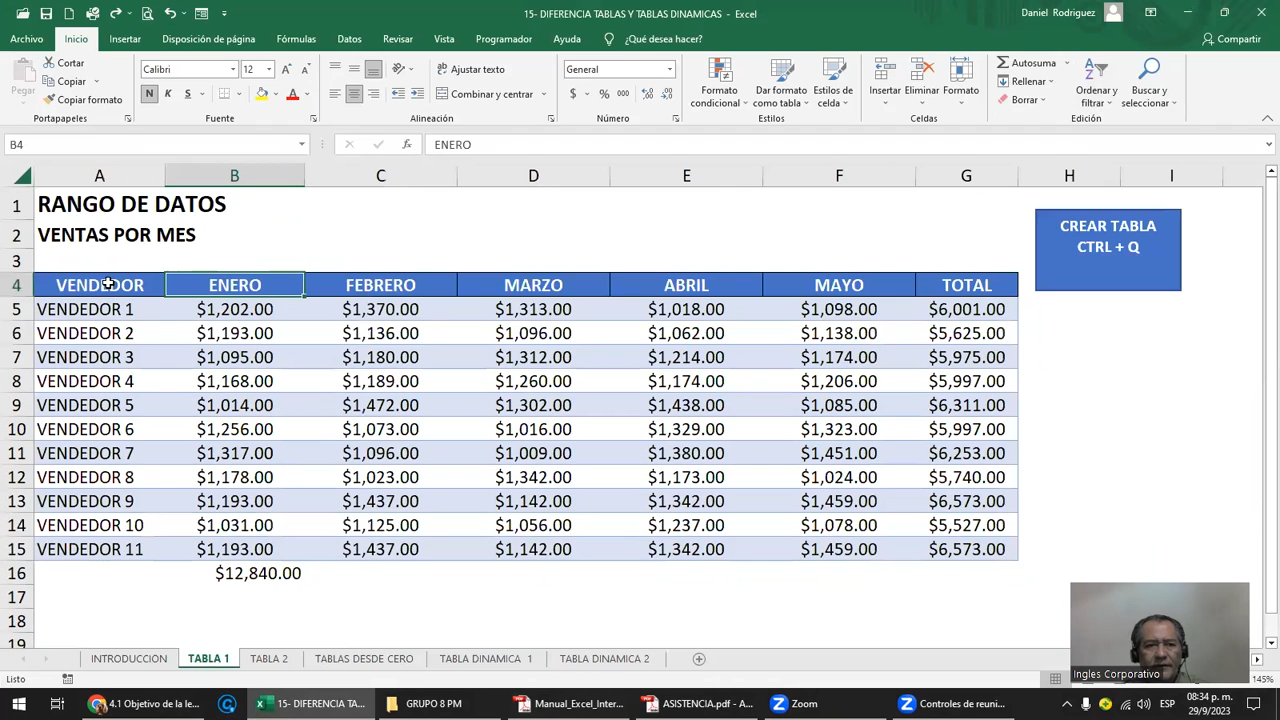 15- DIFERENCIA TABLAS Y TABLAS DINAMICAS - Excel
Daniel Rodriguez
Archivo Inicio Insertar Disposición de página Fórmulas Datos Revisar Vista Programador Ayuda ¿Qué desea hacer? Compartir
Pegar
Cortar
Copiar
Copiar formato
Portapapeles
Calibri 12
N K S
Fuente
Ajustar texto
Combinar y centrar
Alineación
General
$ % 000
Número
Formato condicional
Dar formato como tabla
Estilos de celda
Estilos
Insertar Eliminar Formato
Celdas
Autosuma
Rellenar
Borrar
Ordenar y filtrar
Buscar y seleccionar
Edición
B4 fx ENERO
A B C D E F G H I
1 RANGO DE DATOS
2 VENTAS POR MES
3
CREAR TABLA
CTRL + Q
4 VENDEDOR ENERO FEBRERO MARZO ABRIL MAYO TOTAL
5 VENDEDOR 1 $1,202.00 $1,370.00 $1,313.00 $1,018.00 $1,098.00 $6,001.00
6 VENDEDOR 2 $1,193.00 $1,136.00 $1,096.00 $1,062.00 $1,138.00 $5,625.00
7 VENDEDOR 3 $1,095.00 $1,180.00 $1,312.00 $1,214.00 $1,174.00 $5,975.00
8 VENDEDOR 4 $1,168.00 $1,189.00 $1,260.00 $1,174.00 $1,206.00 $5,997.00
9 VENDEDOR 5 $1,014.00 $1,472.00 $1,302.00 $1,438.00 $1,085.00 $6,311.00
10 VENDEDOR 6 $1,256.00 $1,073.00 $1,016.00 $1,329.00 $1,323.00 $5,997.00
11 VENDEDOR 7 $1,317.00 $1,096.00 $1,009.00 $1,380.00 $1,451.00 $6,253.00
12 VENDEDOR 8 $1,178.00 $1,023.00 $1,342.00 $1,173.00 $1,024.00 $5,740.00
13 VENDEDOR 9 $1,193.00 $1,437.00 $1,142.00 $1,342.00 $1,459.00 $6,573.00
14 VENDEDOR 10 $1,031.00 $1,125.00 $1,056.00 $1,237.00 $1,078.00 $5,527.00
15 VENDEDOR 11 $1,193.00 $1,437.00 $1,142.00 $1,342.00 $1,459.00 $6,573.00
16 $12,840.00
17
18
19
Ingles Corporativo
INTRODUCCION TABLA 1 TABLA 2 TABLAS DESDE CERO TABLA DINAMICA 1 TABLA DINAMICA 2
Listo 145%
4.1 Objetivo de la le... 15- DIFERENCIA TA... GRUPO 8 PM Manual_Excel_Inter... ASISTENCIA.pdf - A... Zoom Controles de reuni... ESP
08:34 p. m.
29/9/2023